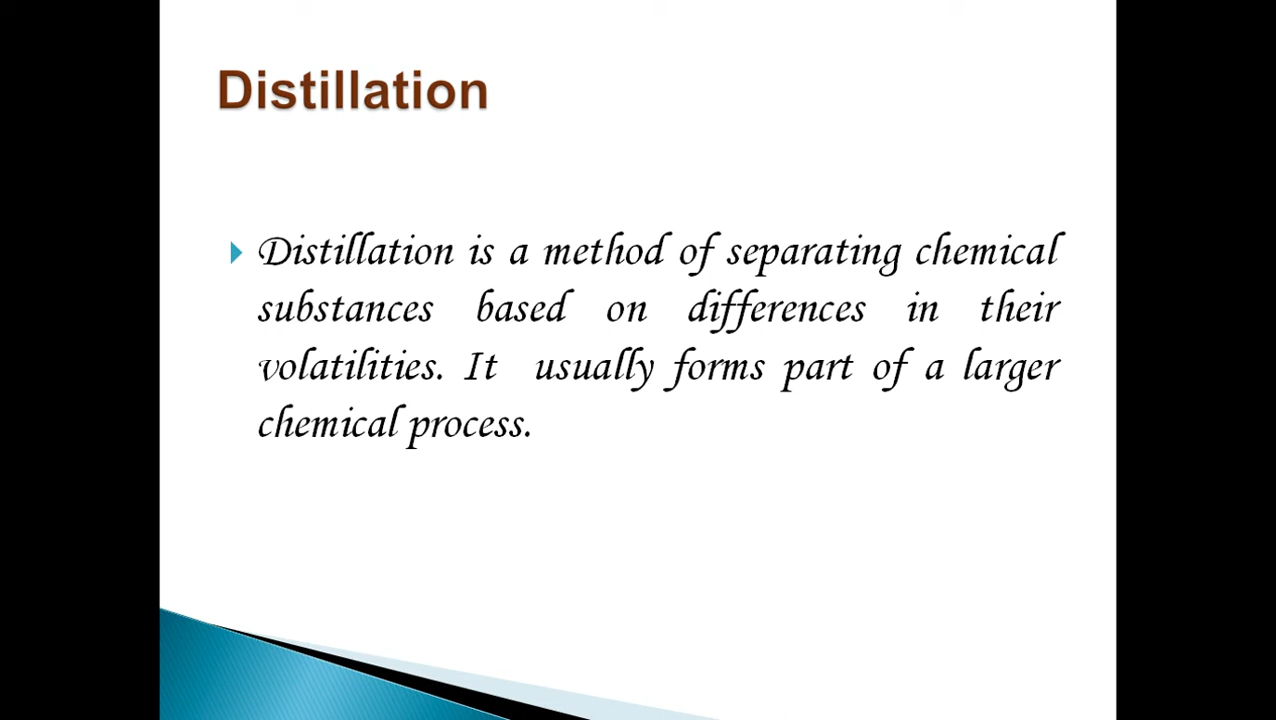 Distillation
Distillation is a method of separating chemical
substances based on differences in their
volatilities. It usually forms part of a larger
chemical process.